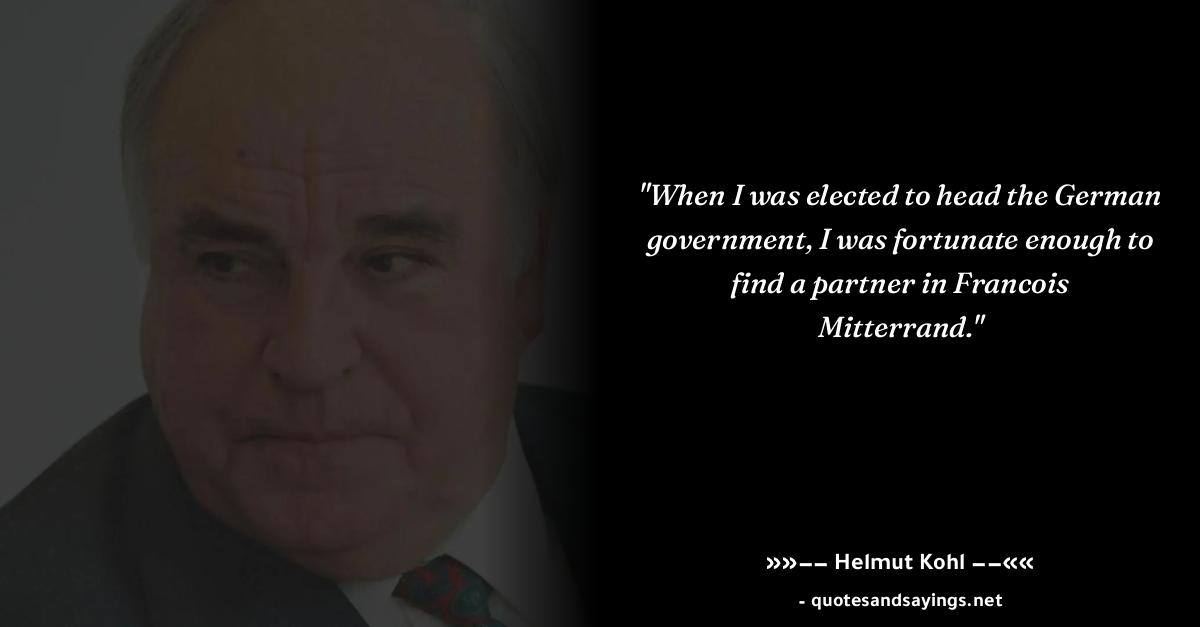 "When I was elected to head the German
government, I was fortunate enough to
find a partner in Francois
Mitterrand."
»»–– Helmut Kohl ––««
- quotesandsayings.net